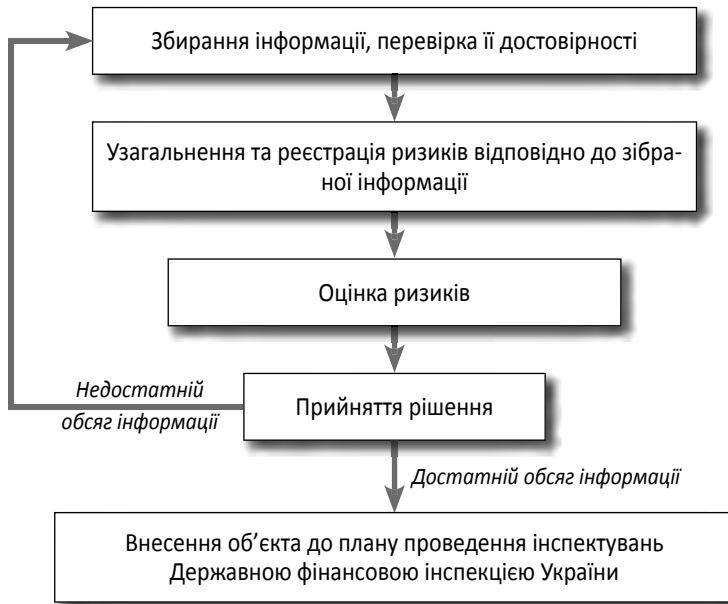 Збирання інформації, перевірка її достовірності
Узагальнення та реєстрація ризиків відповідно до зібра-
ної інформації
Оцінка ризиків
Недостатній
обсяг інформації
Прийняття рішення
Достатній обсяг інформації
Внесення об’єкта до плану проведення інспектувань
Державною фінансовою інспекцією України